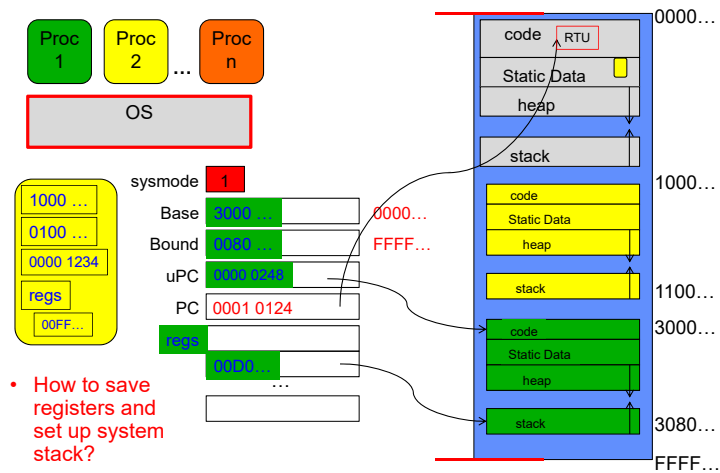 Proc
1
Proc
2
...
Proc
n
OS
1000 ...
0100 ...
0000 1234
regs
00FF...
• How to save
registers and
set up system
stack?
sysmode 1
Base 3000 ... 0000...
Bound 0080 ... FFFF...
uPC 0000 0248
PC 0001 0124
regs
00D0...
...
0000...
code RTU
Static Data
heap
stack
1000...
code
Static Data
heap
stack
1100...
3000...
code
Static Data
heap
stack
3080...
FFFF...